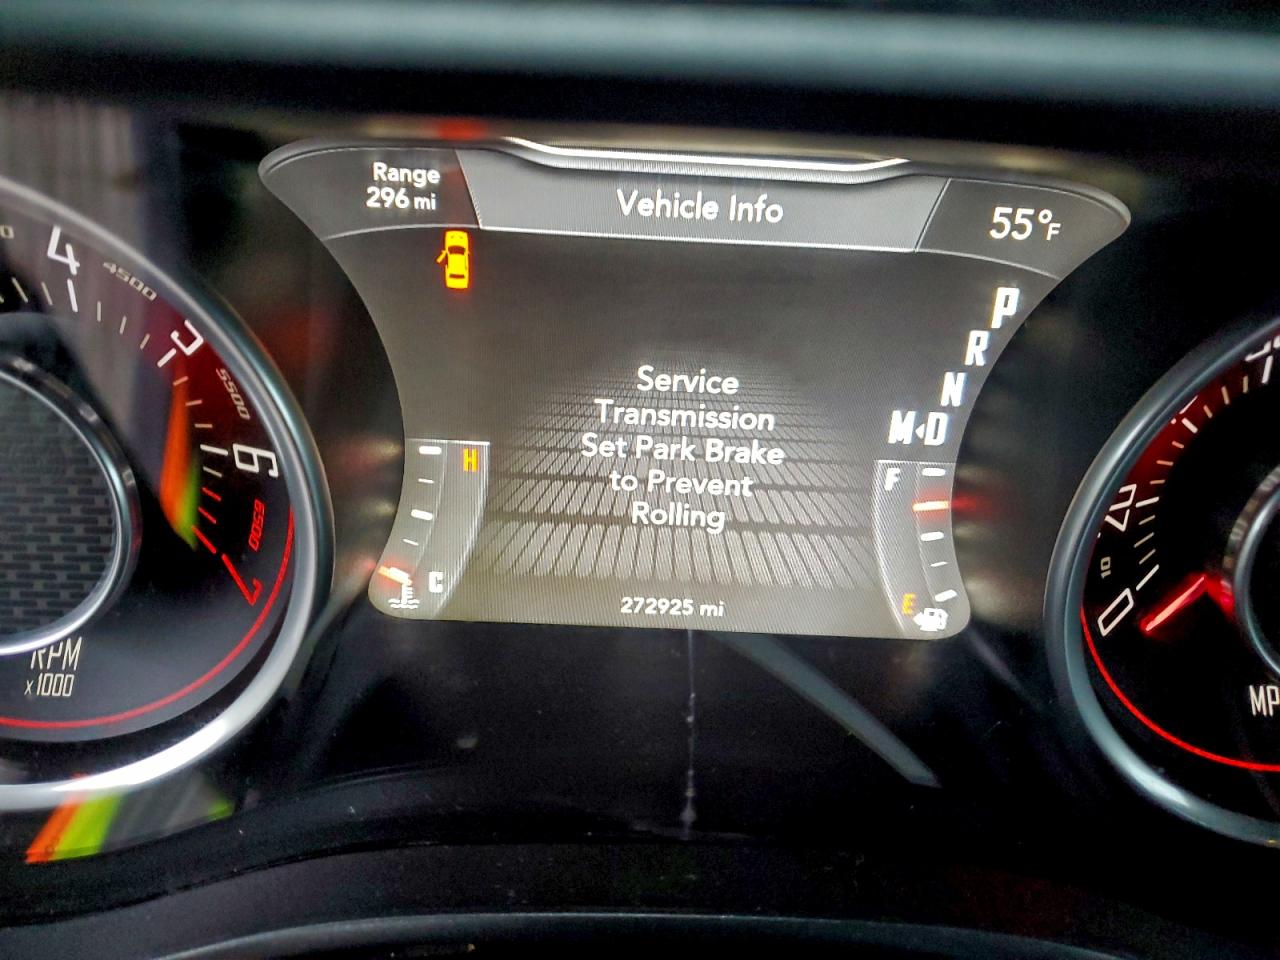 Range
296 mi
Vehicle Info
55°F
4
4500
5
5500
6
6500
7
RPM
x1000
P
R
N
M◂D
Service
Transmission
Set Park Brake
to Prevent
Rolling
H
C
F
E
272925 mi
20
10
0